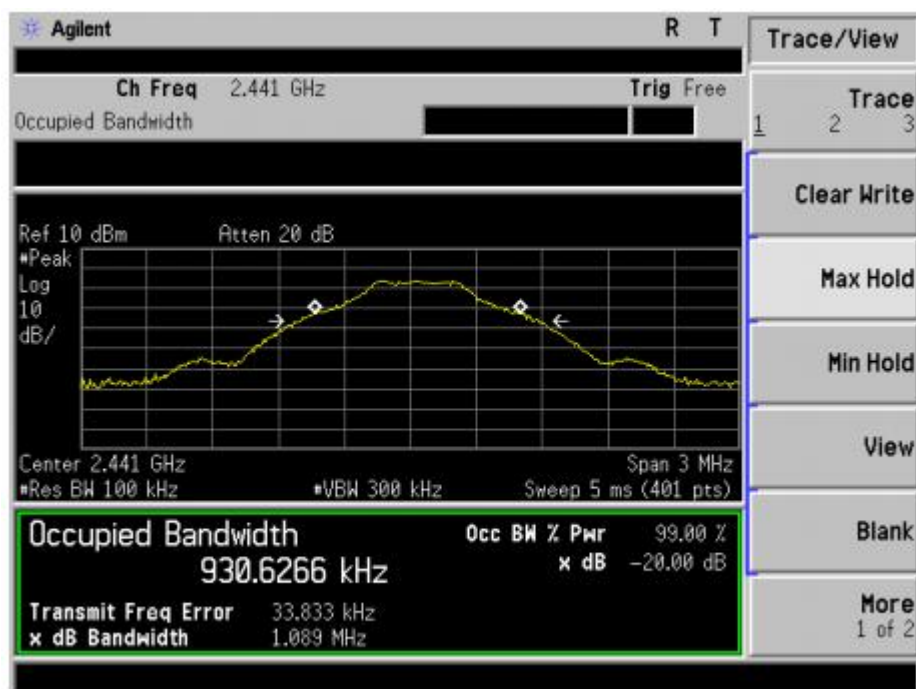 Agilent
R T
Ch Freq 2.441 GHz
Trig Free
Occupied Bandwidth
Ref 10 dBm
Atten 20 dB
#Peak
Log
10
dB/
Center 2.441 GHz
Span 3 MHz
#Res BW 100 kHz
#VBW 300 kHz
Sweep 5 ms (401 pts)
Occupied Bandwidth
930.6266 kHz
Occ BW % Pwr 99.00 %
x dB -20.00 dB
Transmit Freq Error 33.833 kHz
x dB Bandwidth 1.089 MHz
Trace/View
Trace
1 2 3
Clear Write
Max Hold
Min Hold
View
Blank
More
1 of 2